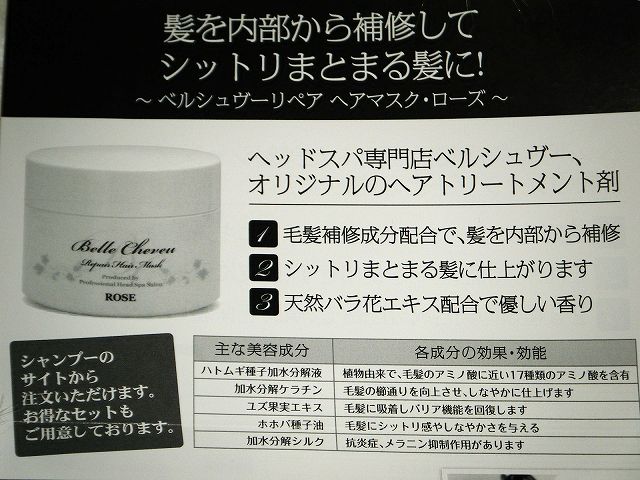 髪を内部から補修して
シットリまとまる髪に!
～ ベルシュヴーリペア ヘアマスク・ローズ ～
ヘッドスパ専門店ベルシュヴー、
オリジナルのヘアトリートメント剤
1 毛髪補修成分配合で、髪を内部から補修
2 シットリまとまる髪に仕上がります
3 天然バラ花エキス配合で優しい香り
Belle Cheveu
Repair Hair Mask
Produced by
Professional Head Spa Salon
ROSE
シャンプーの
サイトから
注文いただけます。
お得なセットも
ご用意しております。
主な美容成分 各成分の効果・効能
ハトムギ種子加水分解液 植物由来で、毛髪のアミノ酸に近い17種類のアミノ酸を含有
加水分解ケラチン 毛髪の櫛通りを向上させ、しなやかに仕上げます
ユズ果実エキス 毛髪に吸着しバリア機能を回復します
ホホバ種子油 毛髪にシットリ感やしなやかさを与える
加水分解シルク 抗炎症、メラニン抑制作用があります